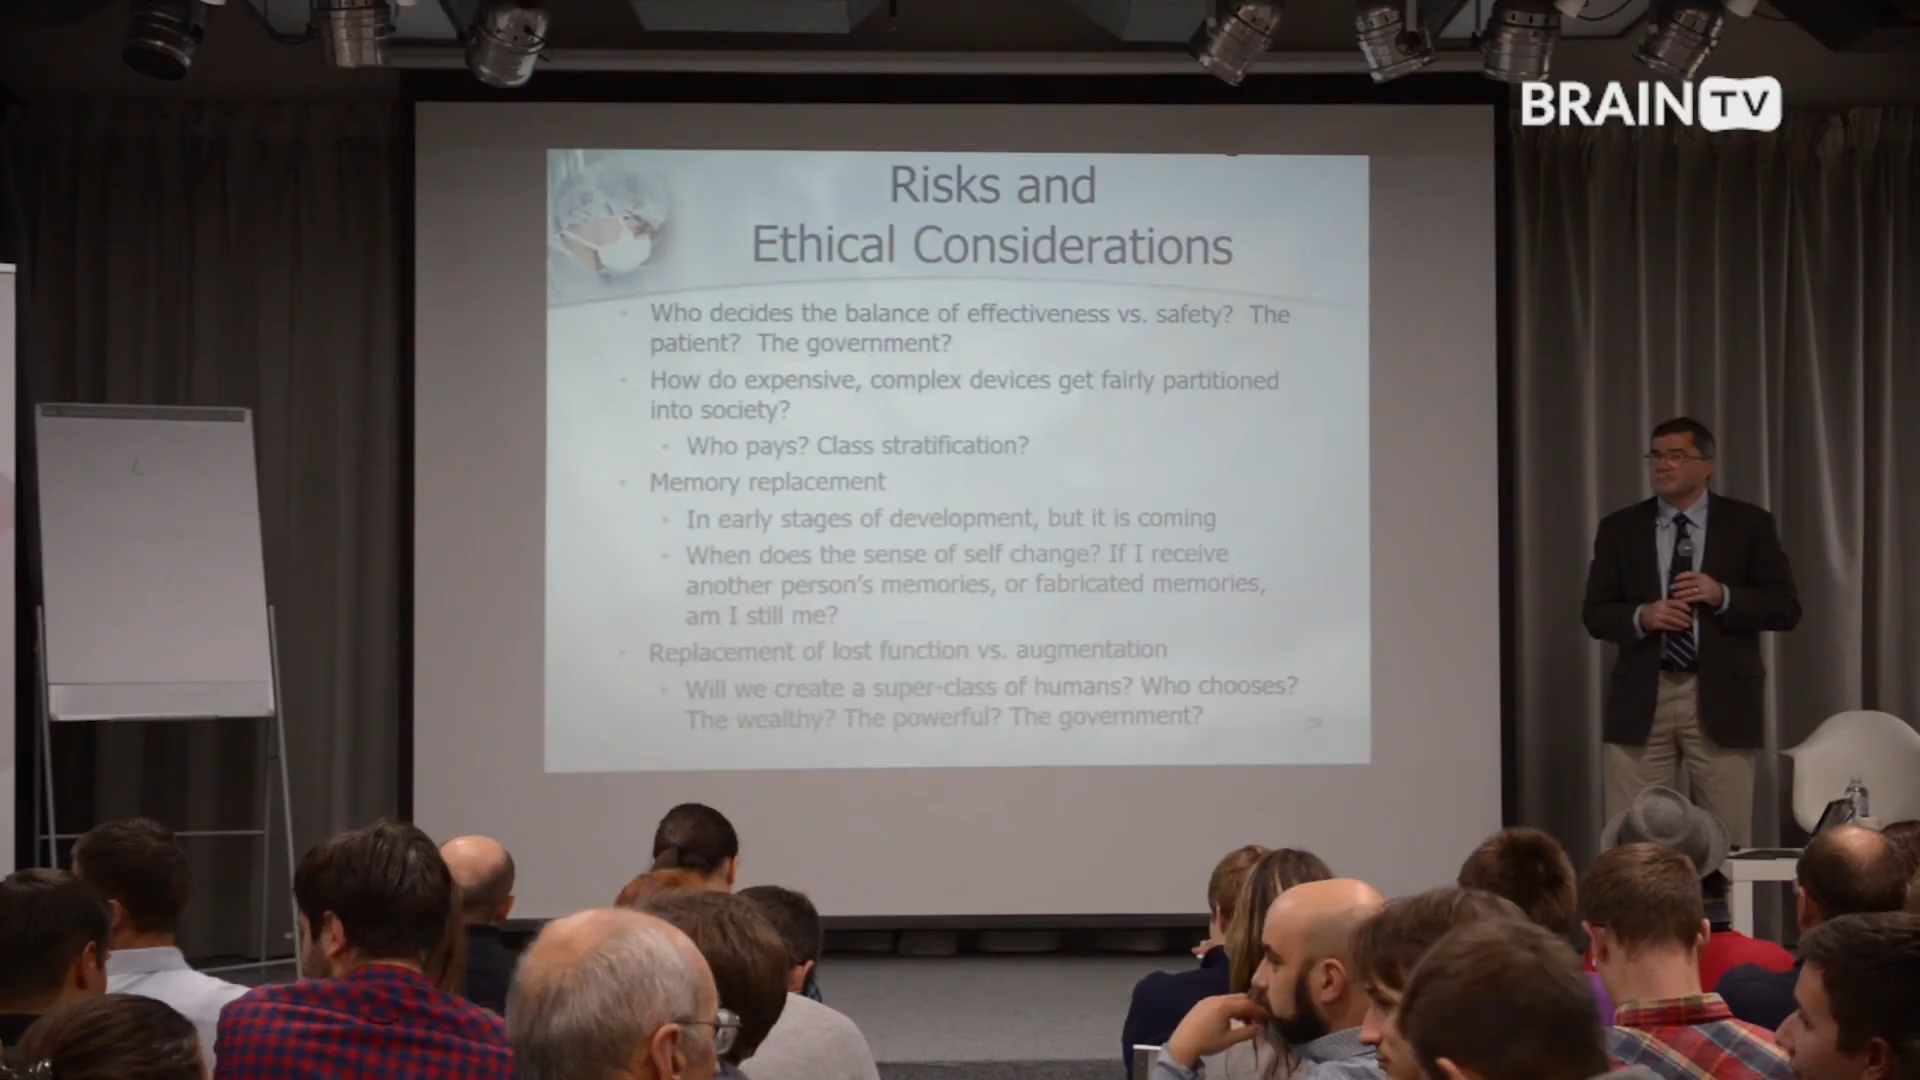 BRAIN TV
Risks and
Ethical Considerations
Who decides the balance of effectiveness vs. safety? The
patient? The government?
How do expensive, complex devices get fairly partitioned
into society?
Who pays? Class stratification?
Memory replacement
In early stages of development, but it is coming
When does the sense of self change? If I receive
another person's memories, or fabricated memories,
am I still me?
Replacement of lost function vs. augmentation
Will we create a super-class of humans? Who chooses?
The wealthy? The powerful? The government?